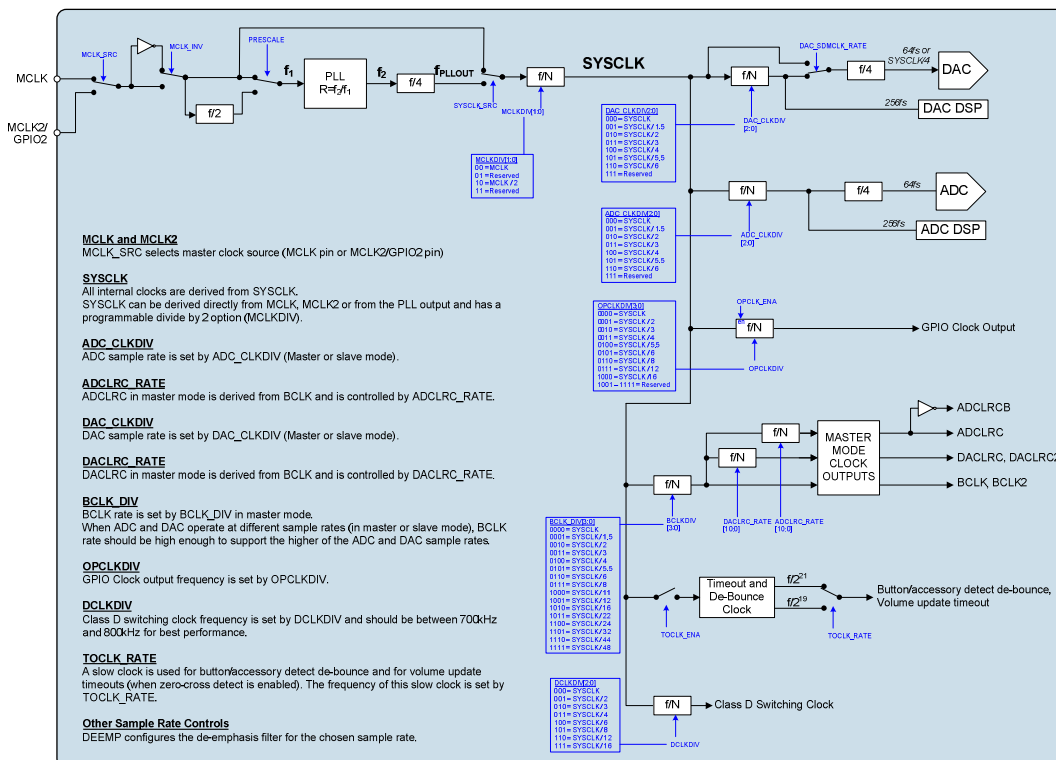 MCLK_SRC
MCLK_INV
PRESCALE
MCLK
MCLK2/
GPIO2
f/2
f1
PLL
R=f2/f1
f2
f/4
fPLLOUT
SYSCLK_SRC
MCLKDIV[1:0]
f/N
SYSCLK
MCLKDIV[1:0]
00=MCLK
01=Reserved
10=MCLK/2
11=Reserved
DAC_SDMCLK_RATE
f/N
f/4
64fs or
SYSCLK/4
DAC
256fs
DAC DSP
DAC_CLKDIV
[2:0]
DAC_CLKDIV[2:0]
000=SYSCLK
001=SYSCLK/1.5
010=SYSCLK/2
011=SYSCLK/3
100=SYSCLK/4
101=SYSCLK/5,5
110=SYSCLK/6
111=Reserved
f/N
f/4
64fs
ADC
256fs
ADC DSP
ADC_CLKDIV
[2:0]
ADC_CLKDIV[2:0]
000=SYSCLK
001=SYSCLK/1.5
010=SYSCLK/2
011=SYSCLK/3
100=SYSCLK/4
101=SYSCLK/5.5
110=SYSCLK/6
111=Reserved
MCLK and MCLK2
MCLK_SRC selects master clock source (MCLK pin or MCLK2/GPIO2 pin)
SYSCLK
All internal clocks are derived from SYSCLK.
SYSCLK can be derived directly from MCLK, MCLK2 or from the PLL output and has a
programmable divide by 2 option (MCLKDIV).
ADC_CLKDIV
ADC sample rate is set by ADC_CLKDIV (Master or slave mode).
ADCLRC_RATE
ADCLRC in master mode is derived from BCLK and is controlled by ADCLRC_RATE.
DAC_CLKDIV
DAC sample rate is set by DAC_CLKDIV (Master or slave mode).
DACLRC_RATE
DACLRC in master mode is derived from BCLK and is controlled by DACLRC_RATE.
BCLK_DIV
BCLK rate is set by BCLK_DIV in master mode.
When ADC and DAC operate at different sample rates (in master or slave mode), BCLK
rate should be high enough to support the higher of the ADC and DAC sample rates.
OPCLKDIV
GPIO Clock output frequency is set by OPCLKDIV.
DCLKDIV
Class D switching clock frequency is set by DCLKDIV and should be between 700kHz
and 800kHz for best performance.
TOCLK_RATE
A slow clock is used for button/accessory detect de-bounce and for volume update
timeouts (when zero-cross detect is enabled). The frequency of this slow clock is set by
TOCLK_RATE.
Other Sample Rate Controls
DEEMP configures the de-emphasis filter for the chosen sample rate.
OPCLKDIV[3:0]
0000=SYSCLK
0001=SYSCLK/2
0010=SYSCLK/3
0011=SYSCLK/4
0100=SYSCLK/5,5
0101=SYSCLK/6
0110=SYSCLK/8
0111=SYSCLK/12
1000=SYSCLK/16
1001-1111=Reserved
OPCLK_ENA
en
f/N
OPCLKDIV
GPIO Clock Output
f/N
f/N
f/N
MASTER
MODE
CLOCK
OUTPUTS
ADCLRCB
ADCLRC
DACLRC, DACLRC2
BCLK, BCLK2
BCLKDIV
[3:0]
DACLRC_RATE
[10:0]
ADCLRC_RATE
[10:0]
BCLK_DIV[3:0]
0000=SYSCLK
0001=SYSCLK/1,5
0010=SYSCLK/2
0011=SYSCLK/3
0100=SYSCLK/4
0101=SYSCLK/5.5
0110=SYSCLK/6
0111=SYSCLK/8
1000=SYSCLK/11
1001=SYSCLK/12
1010=SYSCLK/16
1011=SYSCLK/22
1100=SYSCLK/24
1101=SYSCLK/32
1110=SYSCLK/44
1111=SYSCLK/48
TOCLK_ENA
Timeout and
De-Bounce
Clock
f/2^21
f/2^19
TOCLK_RATE
Button/accessory detect de-bounce,
Volume update timeout
DCLKDIV[2:0]
000=SYSCLK
001=SYSCLK/2
010=SYSCLK/3
011=SYSCLK/4
100=SYSCLK/6
101=SYSCLK/8
110=SYSCLK/12
111=SYSCLK/16
f/N
DCLKDIV
Class D Switching Clock